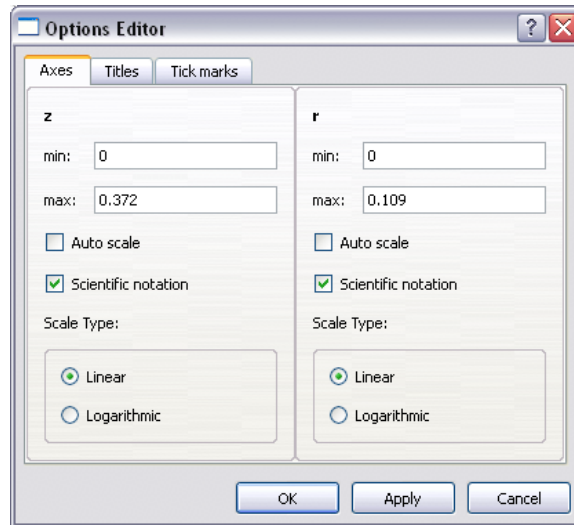 Options Editor
Axes Titles Tick marks
z
min: 0
max: 0.372
Auto scale
Scientific notation
Scale Type:
Linear
Logarithmic
r
min: 0
max: 0.109
Auto scale
Scientific notation
Scale Type:
Linear
Logarithmic
OK Apply Cancel